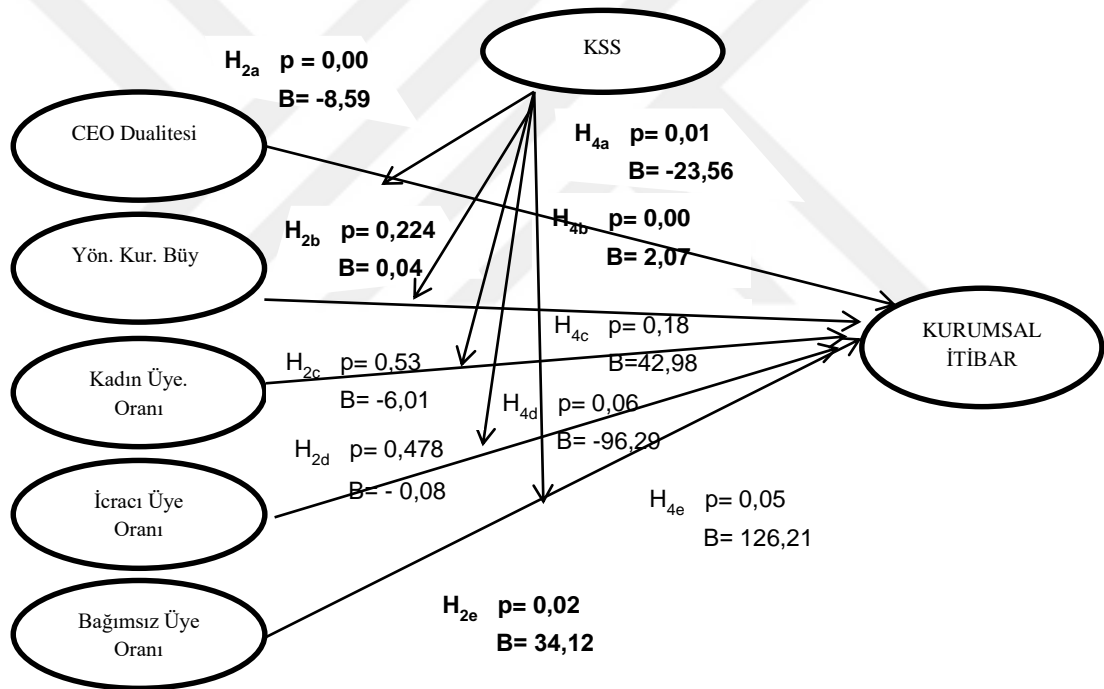 KSS
H2a p = 0,00
B= -8,59
CEO Dualitesi
H4a p= 0,01
B= -23,56
H2b p= 0,224
B= 0,04
H4b p= 0,00
B= 2,07
Yön. Kur. Büy
H4c p= 0,18
B=42,98
KURUMSAL
İTİBAR
H2c p= 0,53
B= -6,01
Kadın Üye.
Oranı
H4d p= 0,06
B= -96,29
H2d p= 0,478
B= - 0,08
İcracı Üye
Oranı
H4e p= 0,05
B= 126,21
H2e p= 0,02
B= 34,12
Bağımsız Üye
Oranı